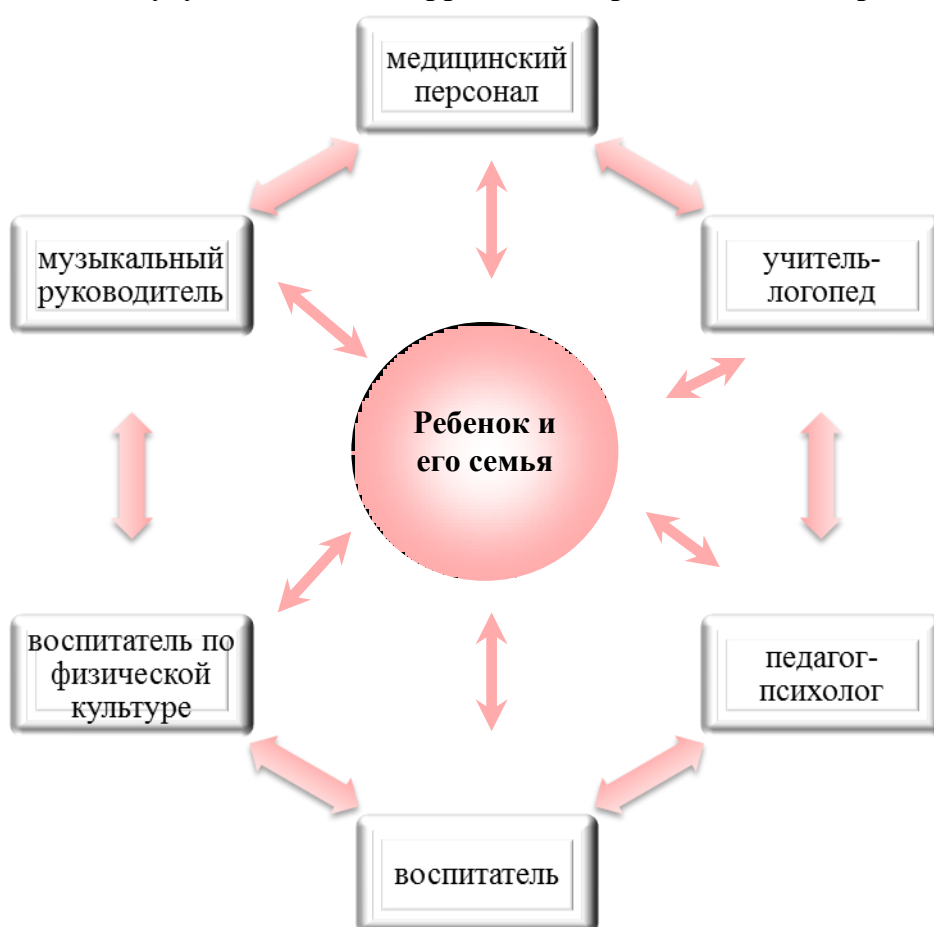 медицинский
персонал
музыкальный
руководитель
учитель-
логопед
Ребенок и
его семья
воспитатель по
физической
культуре
педагог-
психолог
воспитатель